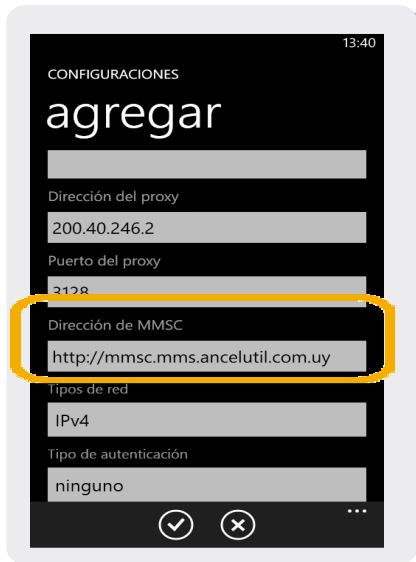 13:40
CONFIGURACIONES
agregar
Dirección del proxy
200.40.246.2
Puerto del proxy
3128
Dirección de MMSC
http://mmsc.mms.ancelutil.com.uy
Tipos de red
IPv4
Tipo de autenticación
ninguno